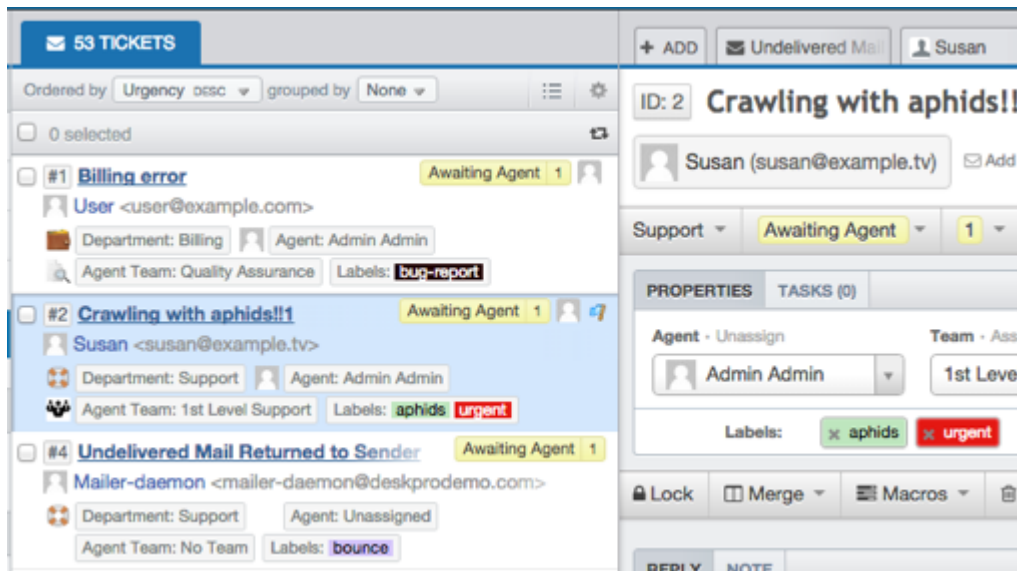 53 TICKETS
Ordered by Urgency DESC grouped by None
0 selected
#1 Billing error Awaiting Agent 1
User <user@example.com>
Department: Billing Agent: Admin Admin
Agent Team: Quality Assurance Labels: bug-report
#2 Crawling with aphids!!1 Awaiting Agent 1
Susan <susan@example.tv>
Department: Support Agent: Admin Admin
Agent Team: 1st Level Support Labels: aphids urgent
#4 Undelivered Mail Returned to Sender Awaiting Agent 1
Mailer-daemon <mailer-daemon@deskprodemo.com>
Department: Support Agent: Unassigned
Agent Team: No Team Labels: bounce
+ ADD Undelivered Mail Susan
ID: 2 Crawling with aphids!!
Susan (susan@example.tv) Add
Support Awaiting Agent 1
PROPERTIES TASKS (0)
Agent · Unassign Team · Ass
Admin Admin 1st Leve
Labels: × aphids × urgent
Lock Merge Macros
REPLY NOTE